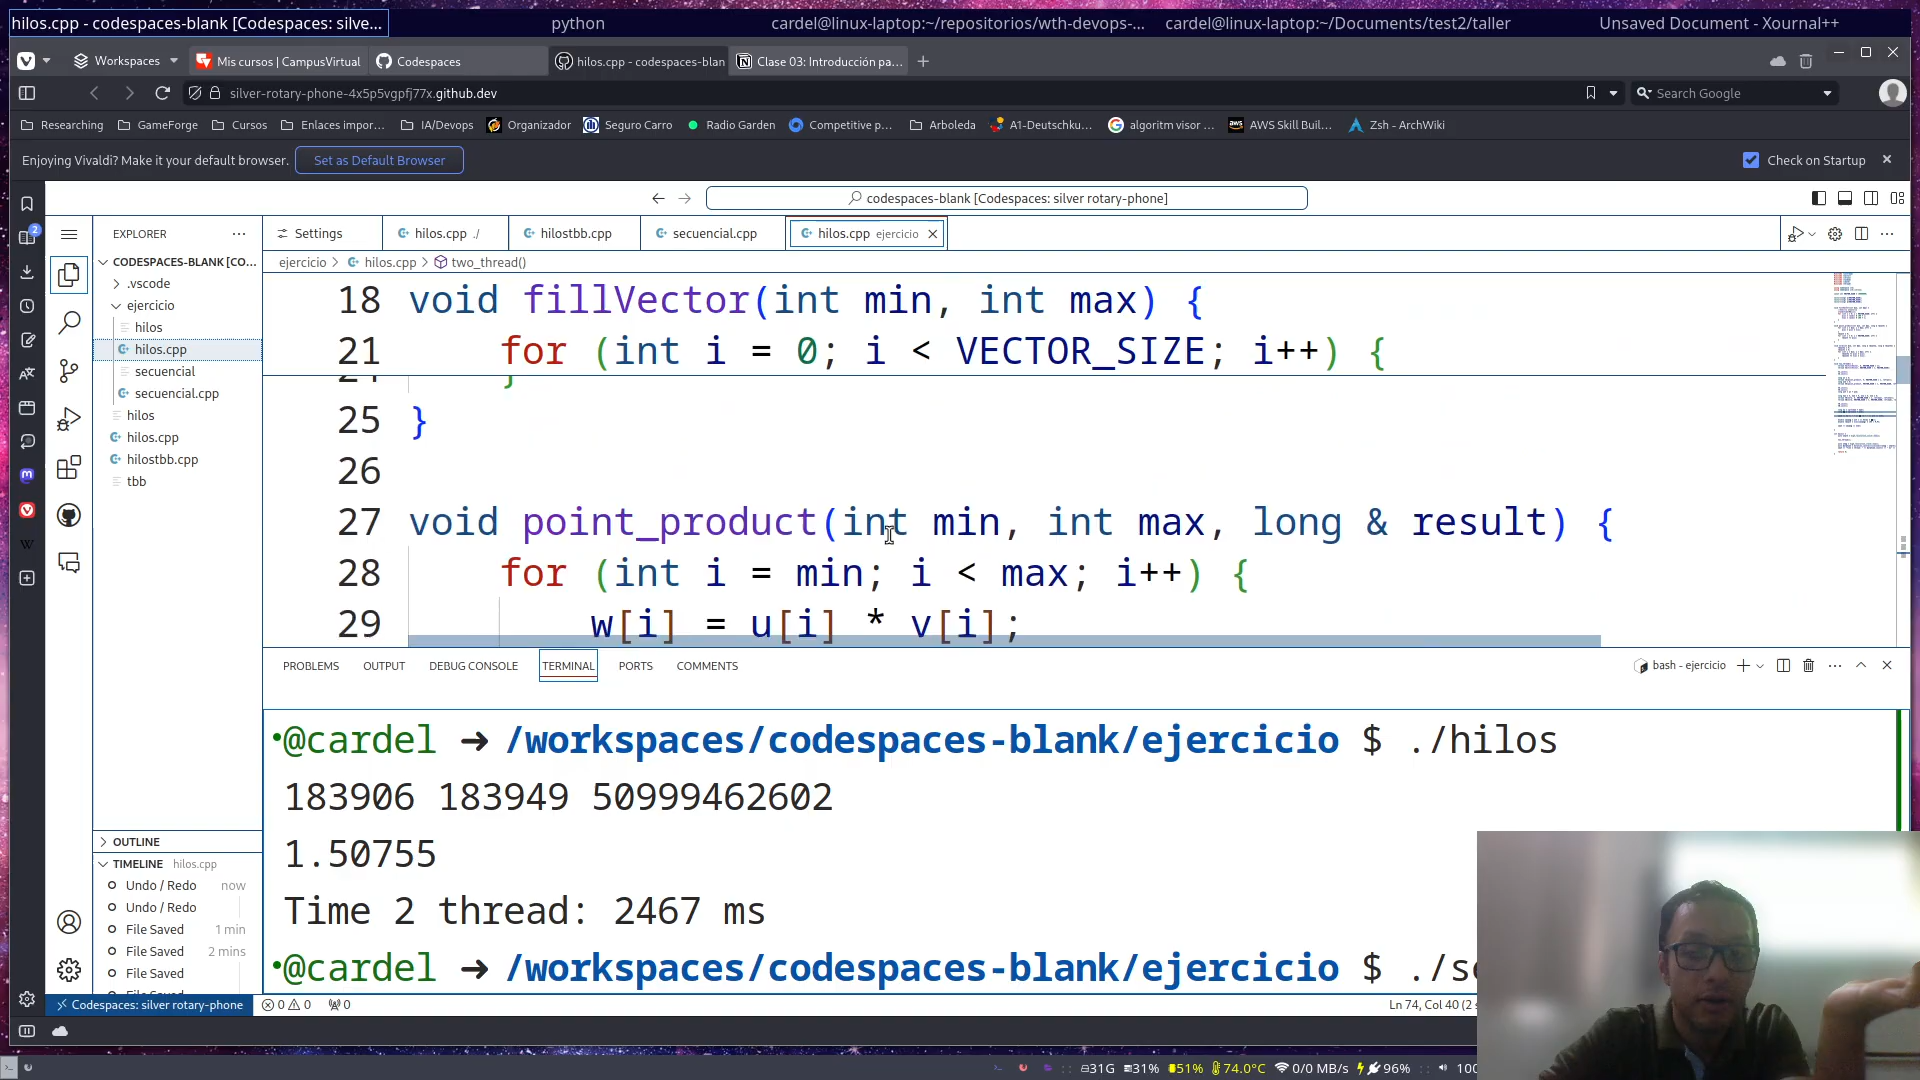 hilos.cpp - codespaces-blank [Codespaces: silve...
python
cardel@linux-laptop:~/repositorios/wth-devops-...
cardel@linux-laptop:~/Documents/test2/taller
Unsaved Document - Xournal++
Workspaces
Mis cursos | CampusVirtual
Codespaces
hilos.cpp - codespaces-blan
Clase 03: Introducción pa...
silver-rotary-phone-4x5p5vgpfj77x.github.dev
Search Google
Researching
GameForge
Cursos
Enlaces impor...
IA/Devops
Organizador
Seguro Carro
Radio Garden
Competitive p...
Arboleda
A1-Deutschku...
algoritm visor ...
AWS Skill Buil...
Zsh - ArchWiki
Enjoying Vivaldi? Make it your default browser.
Set as Default Browser
Check on Startup
codespaces-blank [Codespaces: silver rotary-phone]
EXPLORER
Settings
hilos.cpp ./
hilostbb.cpp
secuencial.cpp
hilos.cpp ejercicio
CODESPACES-BLANK [CO...
.vscode
ejercicio
hilos
hilos.cpp
secuencial
secuencial.cpp
hilos
hilos.cpp
hilostbb.cpp
tbb
ejercicio > hilos.cpp > two_thread()
18 void fillVector(int min, int max) {
21 for (int i = 0; i < VECTOR_SIZE; i++) {
24 }
25 }
26
27 void point_product(int min, int max, long & result) {
28 for (int i = min; i < max; i++) {
29 w[i] = u[i] * v[i];
PROBLEMS
OUTPUT
DEBUG CONSOLE
TERMINAL
PORTS
COMMENTS
bash - ejercicio
@cardel ➜ /workspaces/codespaces-blank/ejercicio $ ./hilos
183906 183949 50999462602
1.50755
Time 2 thread: 2467 ms
@cardel ➜ /workspaces/codespaces-blank/ejercicio $ ./se
OUTLINE
TIMELINE hilos.cpp
Undo / Redo now
Undo / Redo
File Saved 1 min
File Saved 2 mins
File Saved
Codespaces: silver rotary-phone
0 0
0
Ln 74, Col 40 (2
31G
31%
51%
74.0°C
0/0 MB/s
96%
100